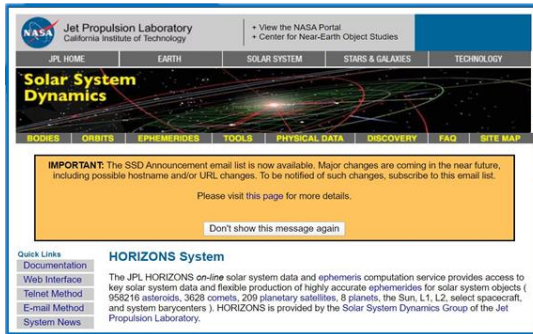 NASA
Jet Propulsion Laboratory
California Institute of Technology
+ View the NASA Portal
+ Center for Near-Earth Object Studies
JPL HOME EARTH SOLAR SYSTEM STARS & GALAXIES TECHNOLOGY
Solar System
Dynamics
BODIES ORBITS EPHEMERIDES TOOLS PHYSICAL DATA DISCOVERY FAQ SITE MAP
IMPORTANT: The SSD Announcement email list is now available. Major changes are coming in the near future,
including possible hostname and/or URL changes. To be notified of such changes, subscribe to this email list.
Please visit this page for more details.
Don't show this message again
Quick Links
Documentation
Web Interface
Telnet Method
E-mail Method
System News
HORIZONS System
The JPL HORIZONS on-line solar system data and ephemeris computation service provides access to
key solar system data and flexible production of highly accurate ephemerides for solar system objects (
958216 asteroids, 3628 comets, 209 planetary satellites, 8 planets, the Sun, L1, L2, select spacecraft,
and system barycenters ). HORIZONS is provided by the Solar System Dynamics Group of the Jet
Propulsion Laboratory.